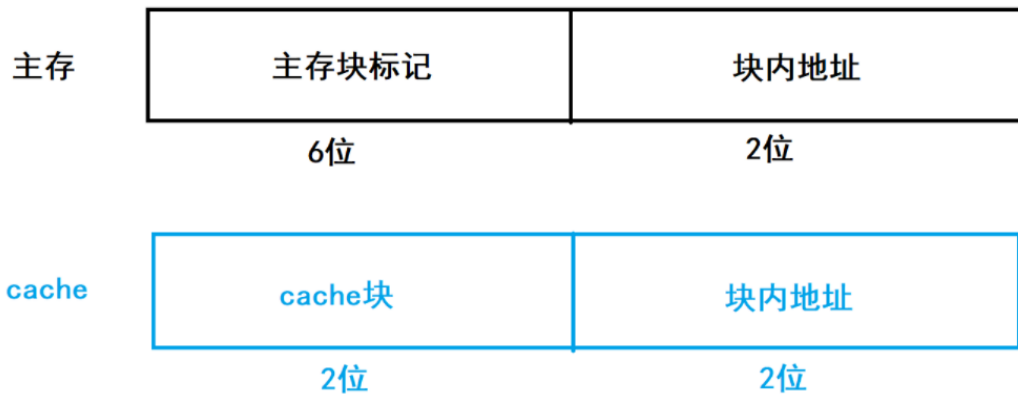 主存 主存块标记 块内地址
6位 2位
cache cache块 块内地址
2位 2位